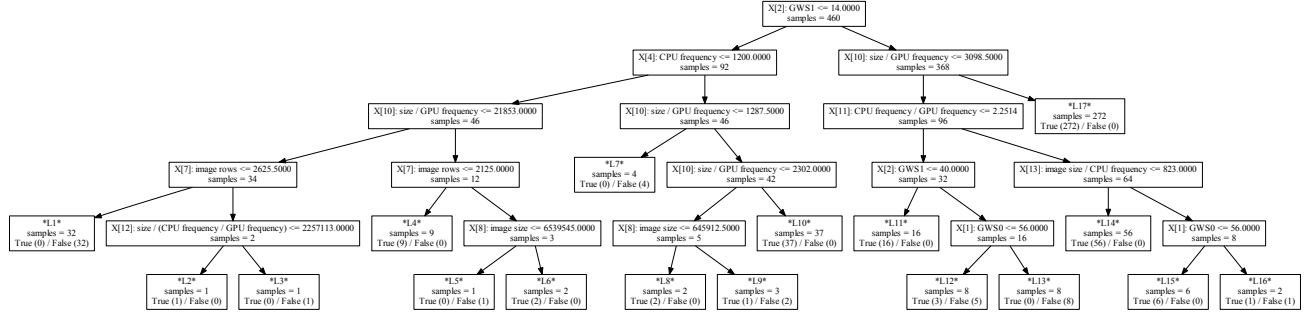 X[2]: GWS1 <= 14.0000
samples = 460
X[4]: CPU frequency <= 1200.0000
samples = 92
X[10]: size / GPU frequency <= 3098.5000
samples = 368
X[10]: size / GPU frequency <= 21853.0000
samples = 46
X[10]: size / GPU frequency <= 1287.5000
samples = 46
X[11]: CPU frequency / GPU frequency <= 2.2514
samples = 96
*L17*
samples = 272
True (272) / False (0)
X[7]: image rows <= 2625.5000
samples = 34
X[7]: image rows <= 2125.0000
samples = 12
*L7*
samples = 4
True (0) / False (4)
X[10]: size / GPU frequency <= 2302.0000
samples = 42
X[2]: GWS1 <= 40.0000
samples = 32
X[13]: image size / CPU frequency <= 823.0000
samples = 64
*L1*
samples = 32
True (0) / False (32)
X[12]: size / (CPU frequency / GPU frequency) <= 2257113.0000
samples = 2
*L4*
samples = 9
True (9) / False (0)
X[8]: image size <= 6539545.0000
samples = 3
X[8]: image size <= 645912.5000
samples = 5
*L10*
samples = 37
True (37) / False (0)
*L11*
samples = 16
True (16) / False (0)
X[1]: GWS0 <= 56.0000
samples = 16
*L14*
samples = 56
True (56) / False (0)
X[1]: GWS0 <= 56.0000
samples = 8
*L2*
samples = 1
True (1) / False (0)
*L3*
samples = 1
True (0) / False (1)
*L5*
samples = 1
True (0) / False (1)
*L6*
samples = 2
True (2) / False (0)
*L8*
samples = 2
True (2) / False (0)
*L9*
samples = 3
True (1) / False (2)
*L12*
samples = 8
True (3) / False (5)
*L13*
samples = 8
True (0) / False (8)
*L15*
samples = 6
True (6) / False (0)
*L16*
samples = 2
True (1) / False (1)